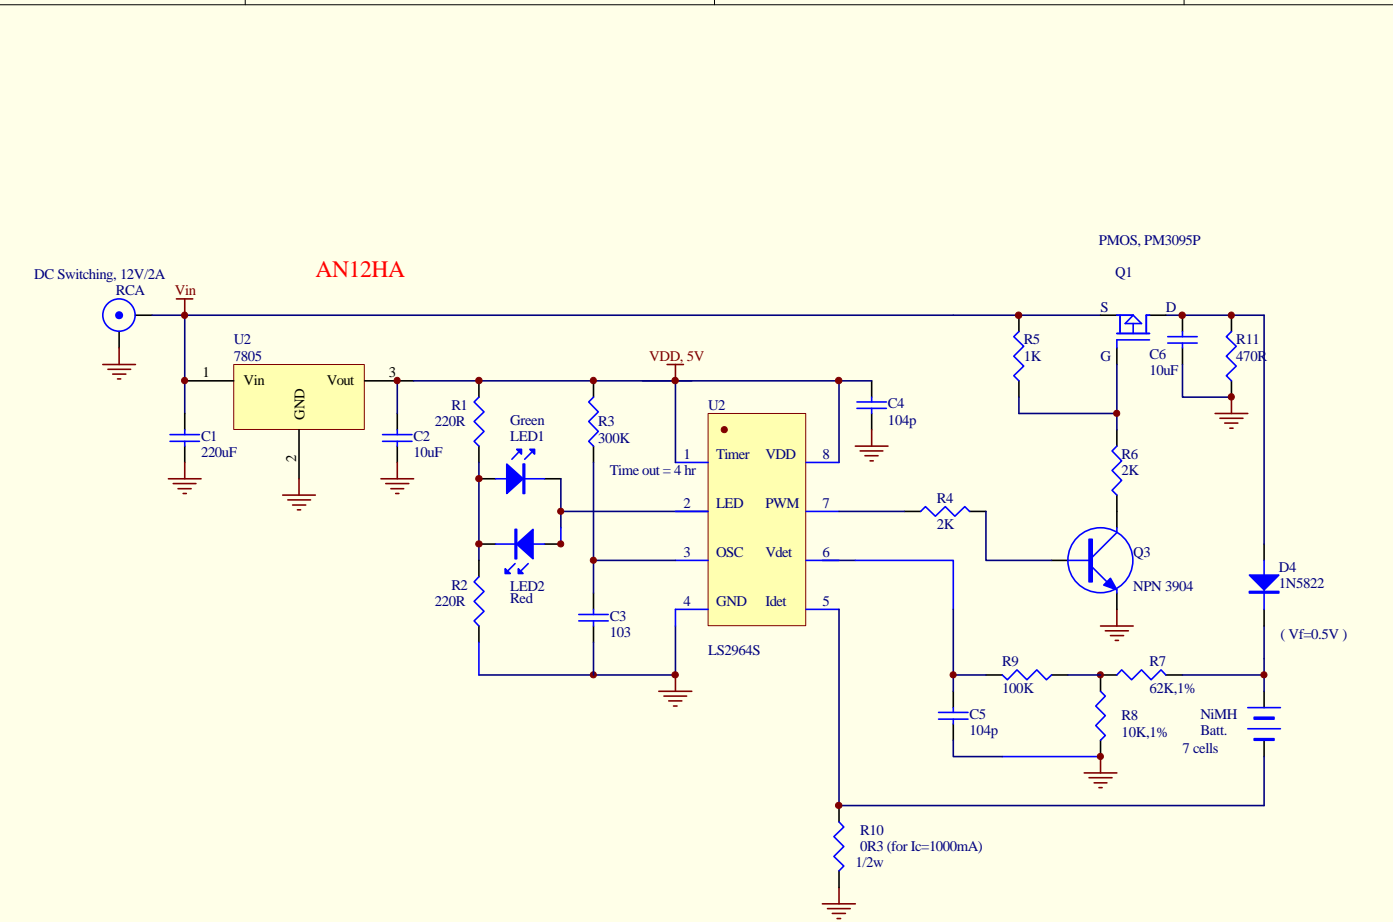 PMOS, PM3095P
Q1
AN12HA
DC Switching, 12V/2A
RCA
Vin
S
D
G
R5
1K
C6
10uF
R11
470R
U2
7805
1
Vin
Vout
3
GND
2
VDD, 5V
C1
220uF
C2
10uF
R1
220R
Green
LED1
R3
300K
Time out = 4 hr
U2
C4
104p
1
Timer
VDD
8
2
LED
PWM
7
3
OSC
Vdet
6
4
GND
Idet
5
LS2964S
R4
2K
R6
2K
Q3
NPN 3904
D4
1N5822
( Vf=0.5V )
R2
220R
LED2
Red
C3
103
R9
100K
R7
62K,1%
C5
104p
R8
10K,1%
NiMH
Batt.
7 cells
R10
0R3 (for Ic=1000mA)
1/2w